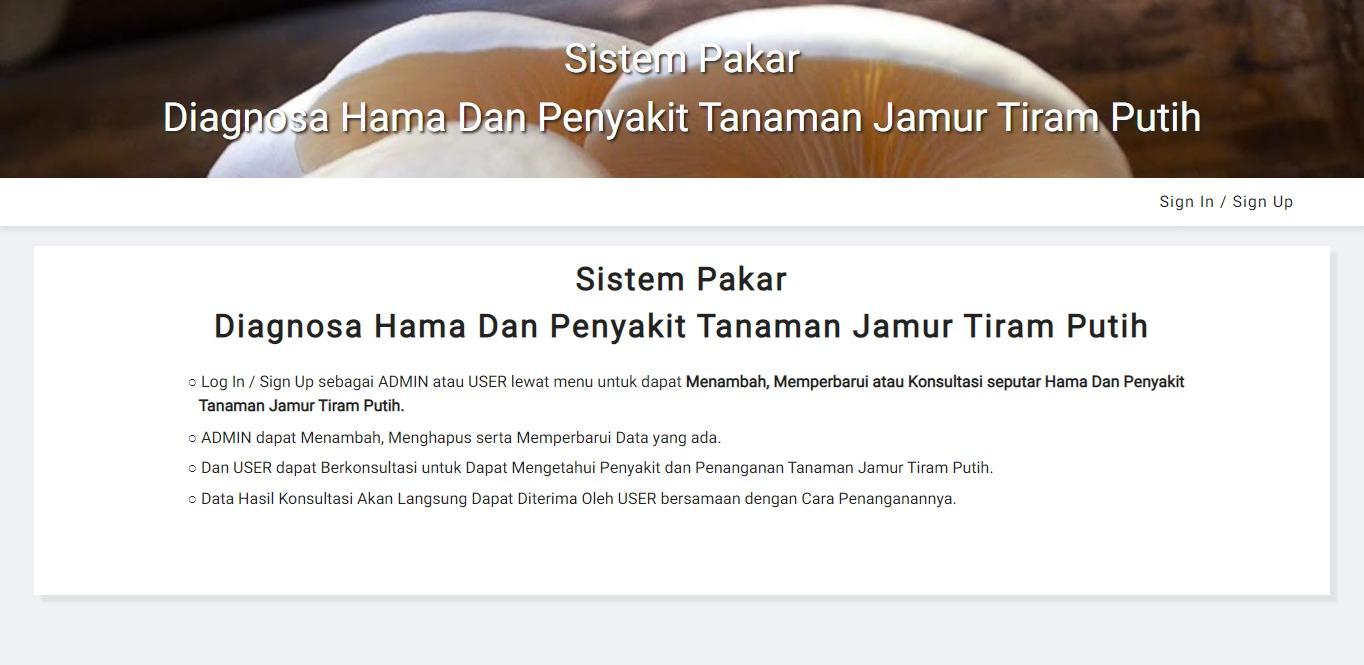 Sistem Pakar
Diagnosa Hama Dan Penyakit Tanaman Jamur Tiram Putih
Sign In / Sign Up
Sistem Pakar
Diagnosa Hama Dan Penyakit Tanaman Jamur Tiram Putih
○ Log In / Sign Up sebagai ADMIN atau USER lewat menu untuk dapat Menambah, Memperbarui atau Konsultasi seputar Hama Dan Penyakit
Tanaman Jamur Tiram Putih.
○ ADMIN dapat Menambah, Menghapus serta Memperbarui Data yang ada.
○ Dan USER dapat Berkonsultasi untuk Dapat Mengetahui Penyakit dan Penanganan Tanaman Jamur Tiram Putih.
○ Data Hasil Konsultasi Akan Langsung Dapat Diterima Oleh USER bersamaan dengan Cara Penanganannya.